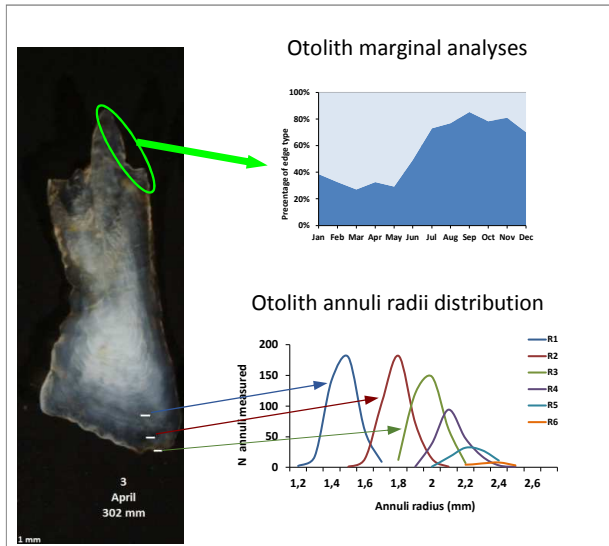 Otolith marginal analyses
100%
80%
60%
40%
20%
0%
Precentage of edge type
Jan Feb Mar Apr May Jun Jul Aug Sep Oct Nov Dec
Otolith annuli radii distribution
200
150
100
50
0
N annuli measured
1,2 1,4 1,6 1,8 2 2,2 2,4 2,6
Annuli radius (mm)
R1
R2
R3
R4
R5
R6
3
April
302 mm
1 mm